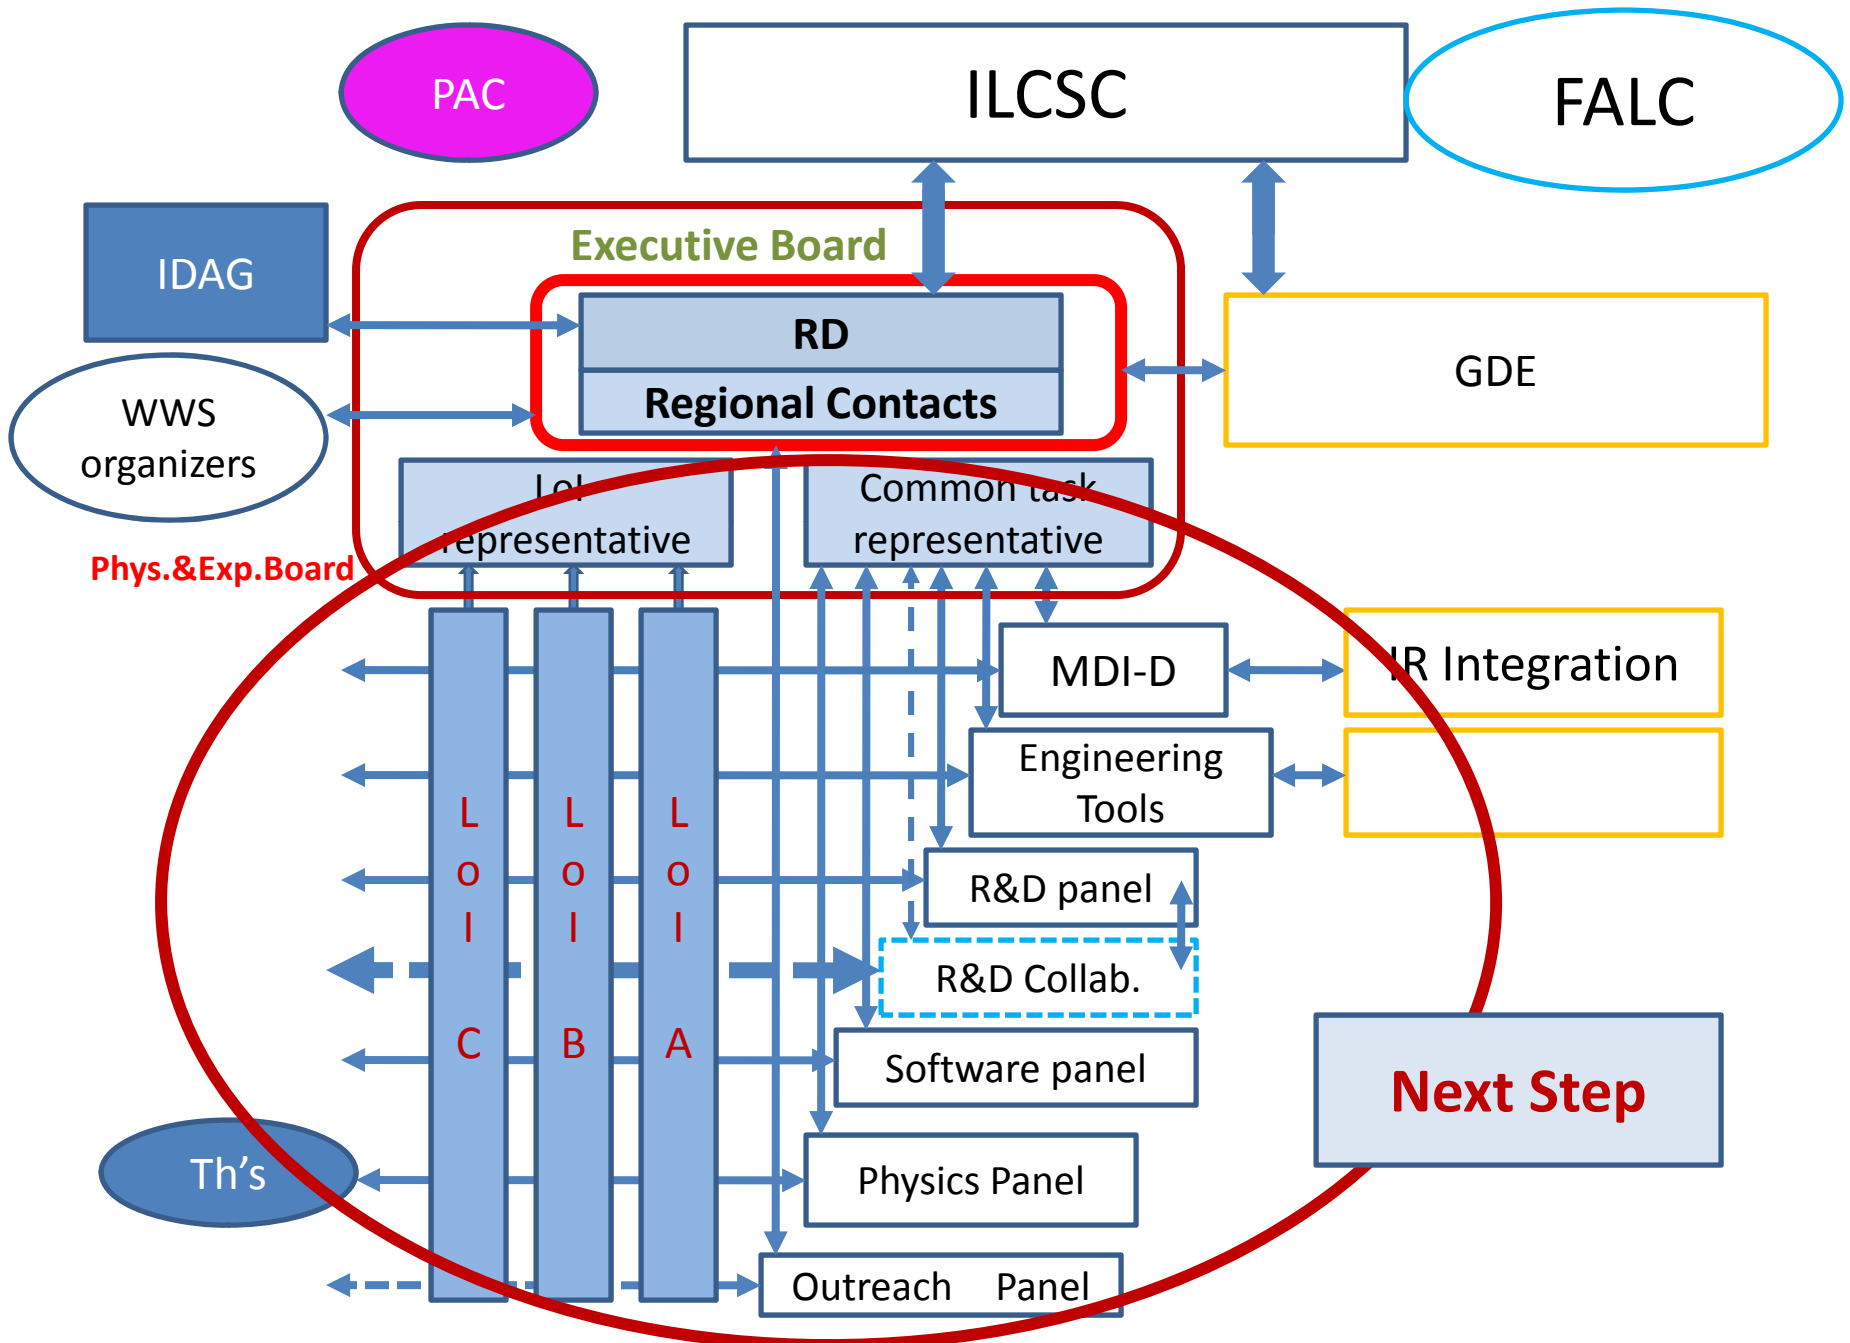 PAC
ILCSC
FALC
Executive Board
IDAG
RD
Regional Contacts
GDE
WWS
organizers
LoI
representative
Common task
representative
Phys.&Exp.Board
MDI-D
IR Integration
Engineering
Tools
L
o
I
C
L
o
I
B
L
o
I
A
R&D panel
R&D Collab.
Software panel
Next Step
Th's
Physics Panel
Outreach Panel